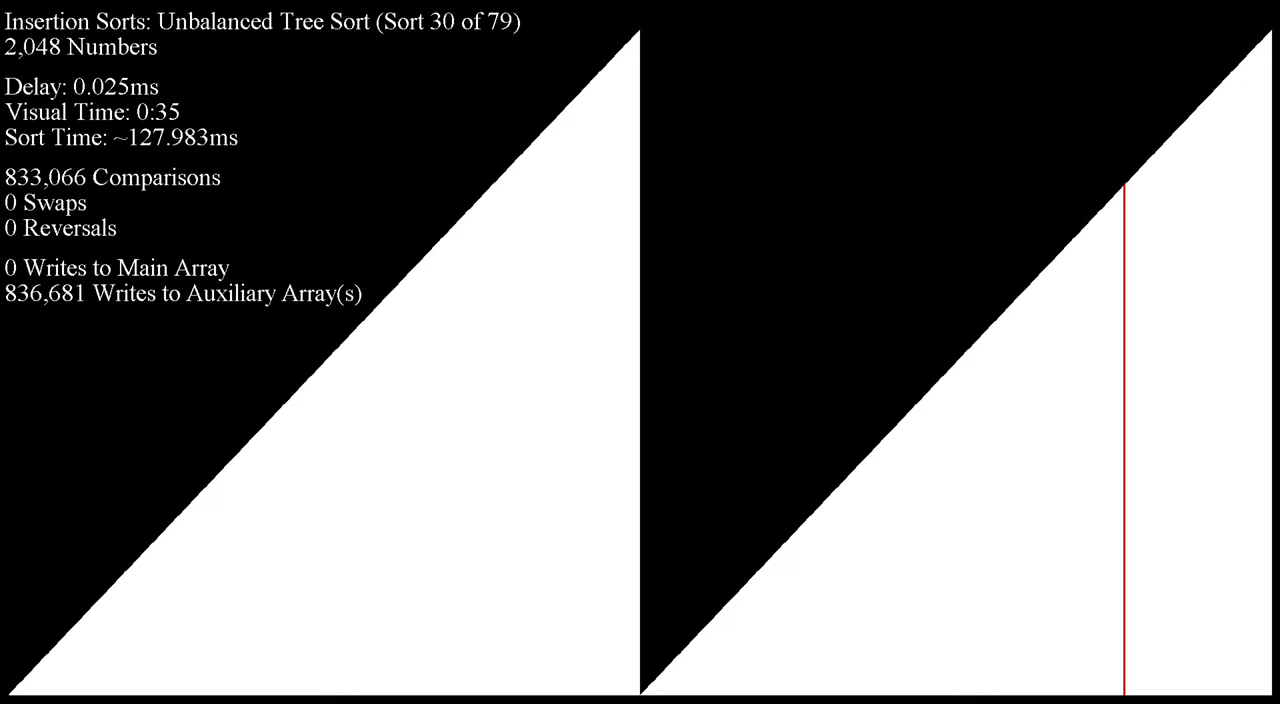 Insertion Sorts: Unbalanced Tree Sort (Sort 30 of 79)
2,048 Numbers
Delay: 0.025ms
Visual Time: 0:35
Sort Time: ~127.983ms
833,066 Comparisons
0 Swaps
0 Reversals
0 Writes to Main Array
836,681 Writes to Auxiliary Array(s)